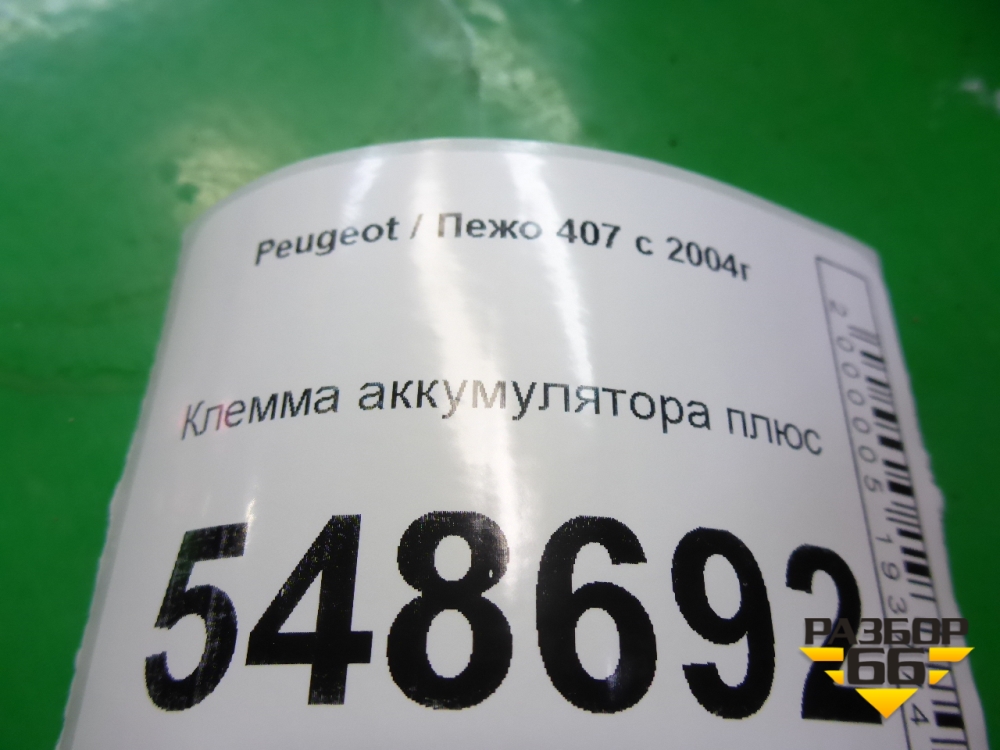 Peugeot / Пежо 407 с 2004г
Клемма аккумулятора плюс
548692
РАЗБОР
66